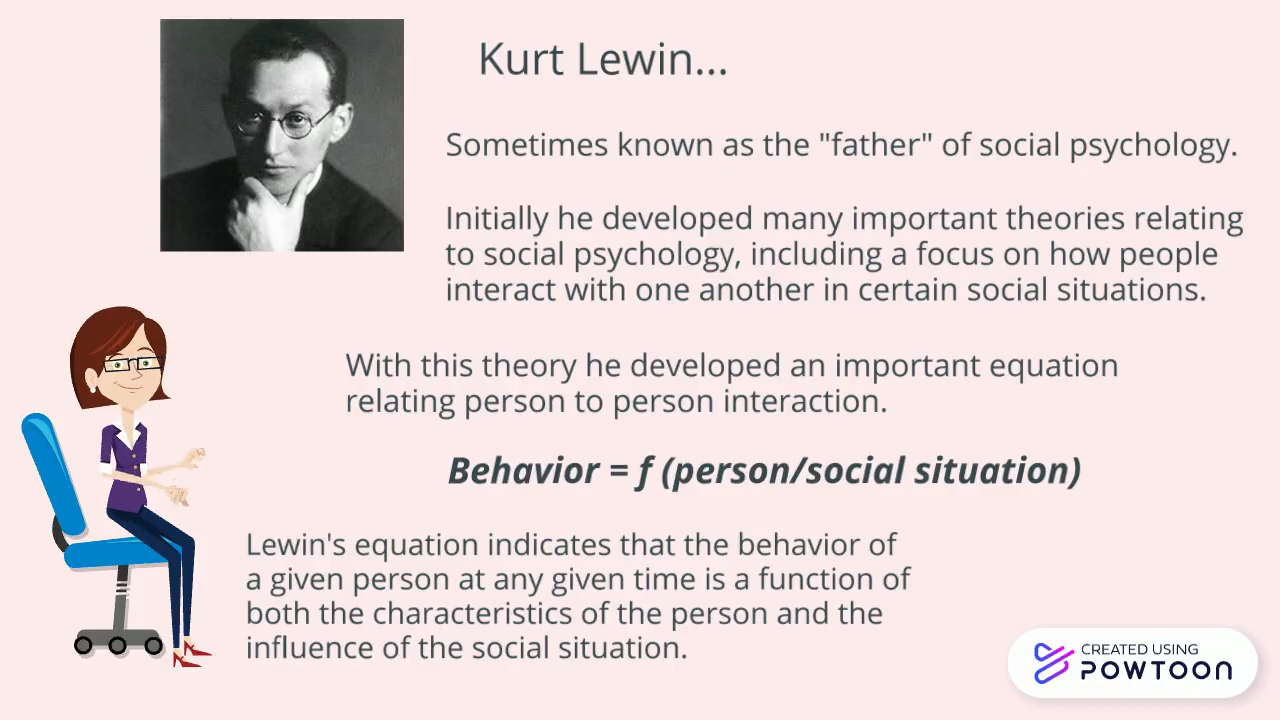 Kurt Lewin...
Sometimes known as the "father" of social psychology.
Initially he developed many important theories relating
to social psychology, including a focus on how people
interact with one another in certain social situations.
With this theory he developed an important equation
relating person to person interaction.
Behavior = f (person/social situation)
Lewin's equation indicates that the behavior of
a given person at any given time is a function of
both the characteristics of the person and the
influence of the social situation.
CREATED USING
POWTOON